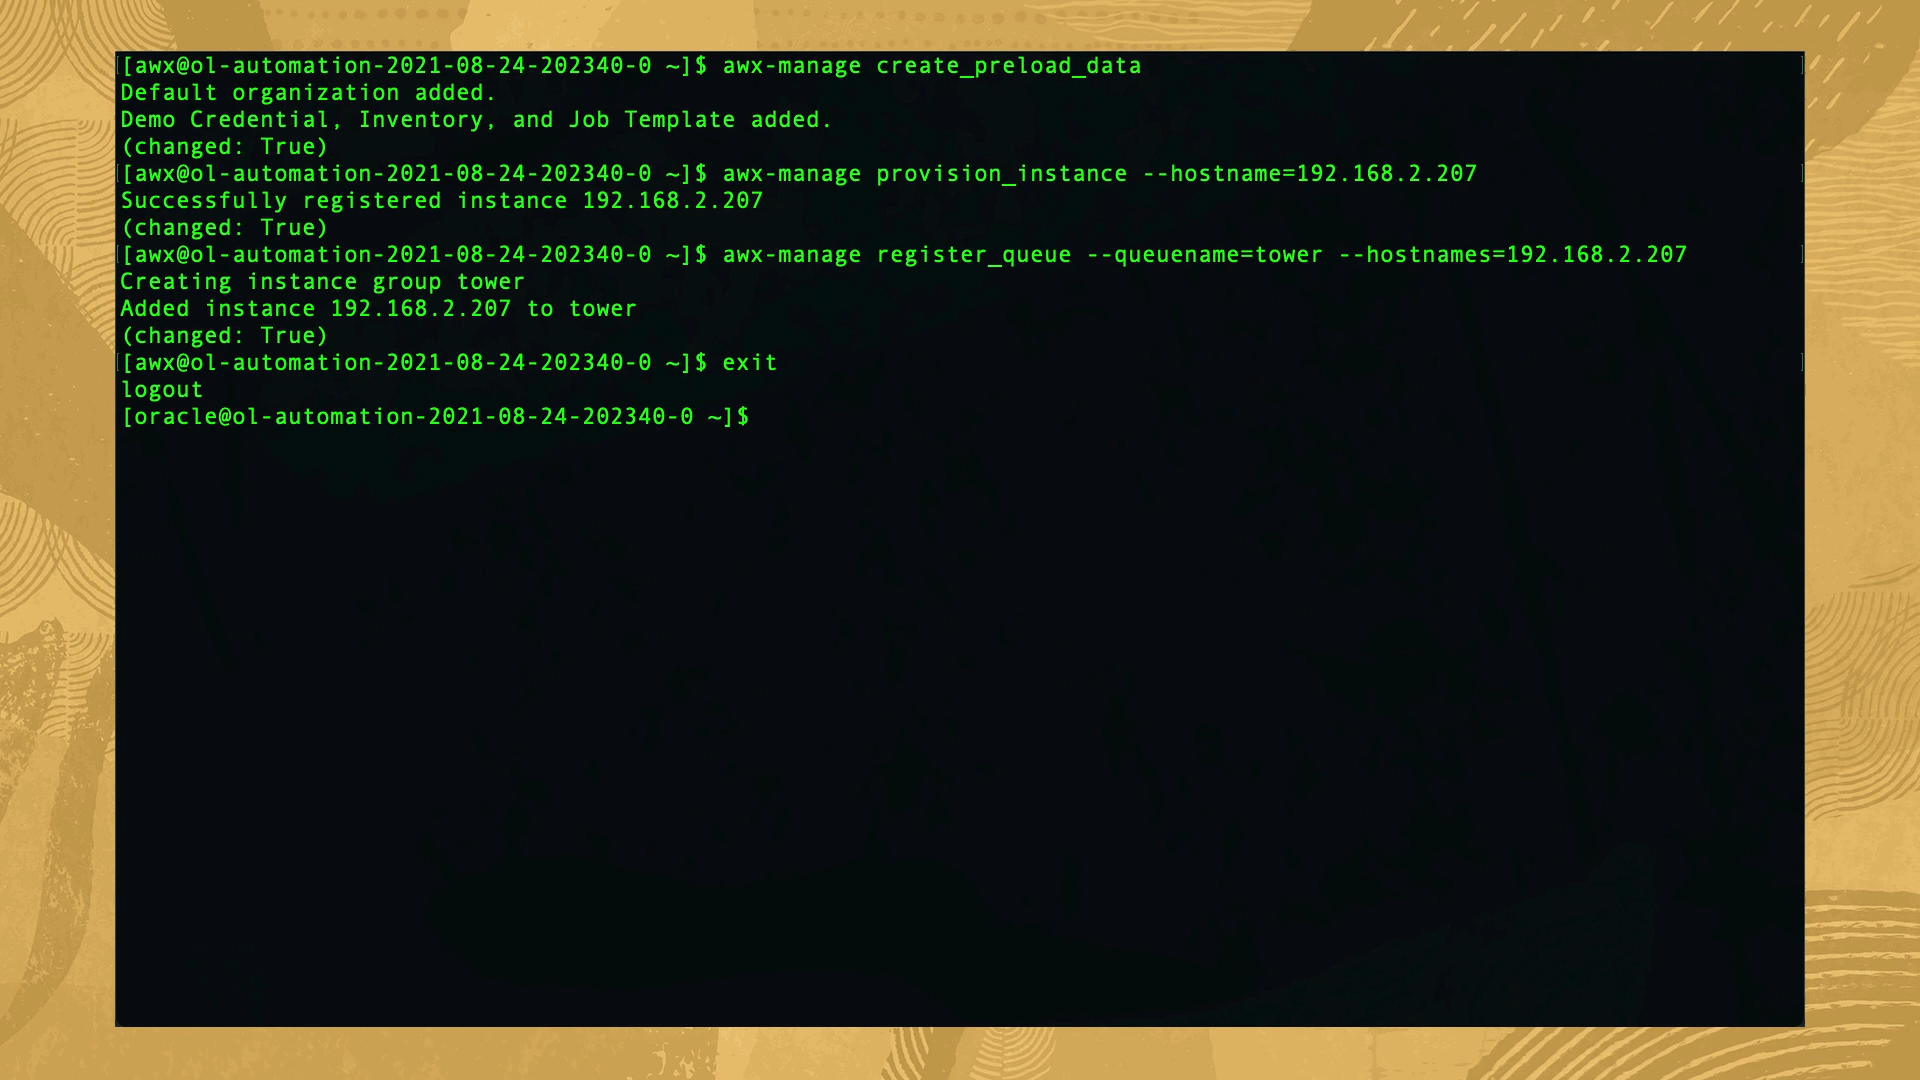 [awx@ol-automation-2021-08-24-202340-0 ~]$ awx-manage create_preload_data
Default organization added.
Demo Credential, Inventory, and Job Template added.
(changed: True)
[awx@ol-automation-2021-08-24-202340-0 ~]$ awx-manage provision_instance --hostname=192.168.2.207
Successfully registered instance 192.168.2.207
(changed: True)
[awx@ol-automation-2021-08-24-202340-0 ~]$ awx-manage register_queue --queuename=tower --hostnames=192.168.2.207
Creating instance group tower
Added instance 192.168.2.207 to tower
(changed: True)
[awx@ol-automation-2021-08-24-202340-0 ~]$ exit
logout
[oracle@ol-automation-2021-08-24-202340-0 ~]$